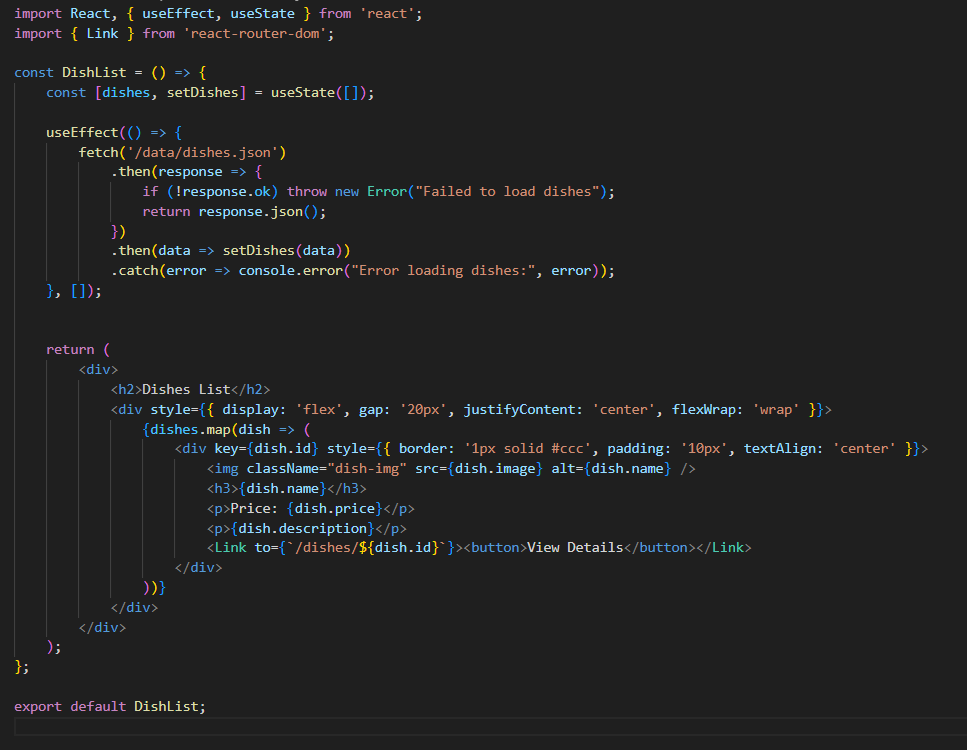 import React, { useEffect, useState } from 'react';
import { Link } from 'react-router-dom';
const DishList = () => {
const [dishes, setDishes] = useState([]);
useEffect(() => {
fetch('/data/dishes.json')
.then(response => {
if (!response.ok) throw new Error("Failed to load dishes");
return response.json();
})
.then(data => setDishes(data))
.catch(error => console.error("Error loading dishes:", error));
}, []);
return (
<div>
<h2>Dishes List</h2>
<div style={{ display: 'flex', gap: '20px', justifyContent: 'center', flexWrap: 'wrap' }}>
{dishes.map(dish => (
<div key={dish.id} style={{ border: '1px solid #ccc', padding: '10px', textAlign: 'center' }}>
<img className="dish-img" src={dish.image} alt={dish.name} />
<h3>{dish.name}</h3>
<p>Price: {dish.price}</p>
<p>{dish.description}</p>
<Link to={`/dishes/${dish.id}`}><button>View Details</button></Link>
</div>
))}
</div>
</div>
);
};
export default DishList;